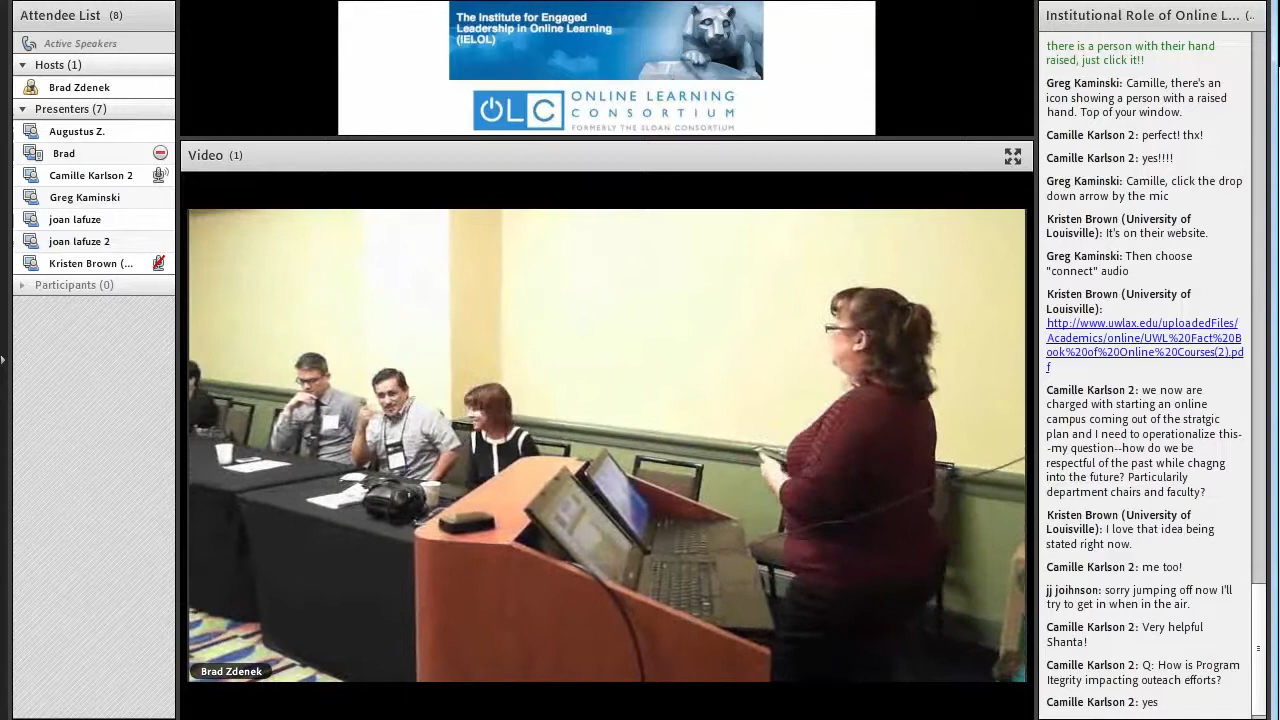 Attendee List (8)
Active Speakers
Hosts (1)
Brad Zdenek
Presenters (7)
Augustus Z.
Brad
Camille Karlson 2
Greg Kaminski
joan lafuze
joan lafuze 2
Kristen Brown (...
Participants (0)
The Institute for Engaged
Leadership in Online Learning
(IELOL)
OLC
ONLINE LEARNING
CONSORTIUM
FORMERLY THE SLOAN CONSORTIUM
Video (1)
Brad Zdenek
Institutional Role of Online L... (..
there is a person with their hand
raised, just click it!!
Greg Kaminski: Camille, there's an
icon showing a person with a raised
hand. Top of your window.
Camille Karlson 2: perfect! thx!
Camille Karlson 2: yes!!!!
Greg Kaminski: Camille, click the drop
down arrow by the mic
Kristen Brown (University of
Louisville): It's on their website.
Greg Kaminski: Then choose
"connect" audio
Kristen Brown (University of
Louisville):
http://www.uwlax.edu/uploadedFiles/
Academics/online/UWL%20Fact%20B
ook%20of%20Online%20Courses(2).pd
f
Camille Karlson 2: we now are
charged with starting an online
campus coming out of the stratgic
plan and I need to operationalize this-
-my question--how do we be
respectful of the past while chagng
into the future? Particularily
department chairs and faculty?
Kristen Brown (University of
Louisville): I love that idea being
stated right now.
Camille Karlson 2: me too!
jj joihnson: sorry jumping off now I'll
try to get in when in the air.
Camille Karlson 2: Very helpful
Shanta!
Camille Karlson 2: Q: How is Program
Itegrity impacting outeach efforts?
Camille Karlson 2: yes